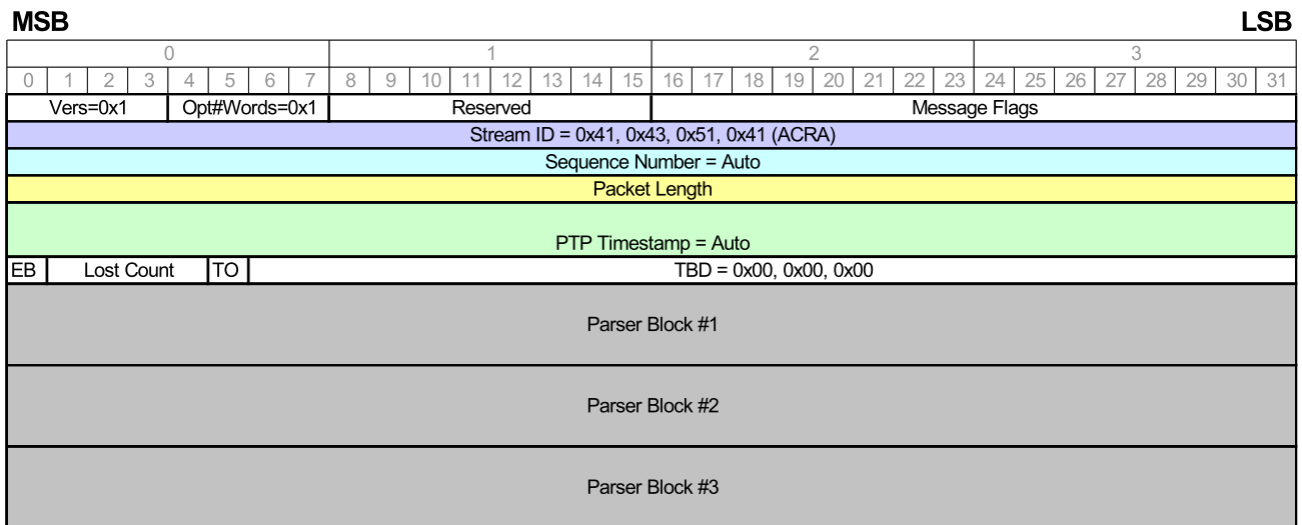 MSB LSB
0 1 2 3
0 1 2 3 4 5 6 7 8 9 10 11 12 13 14 15 16 17 18 19 20 21 22 23 24 25 26 27 28 29 30 31
Vers=0x1 Opt#Words=0x1 Reserved Message Flags
Stream ID = 0x41, 0x43, 0x51, 0x41 (ACRA)
Sequence Number = Auto
Packet Length
PTP Timestamp = Auto
EB Lost Count TO TBD = 0x00, 0x00, 0x00
Parser Block #1
Parser Block #2
Parser Block #3